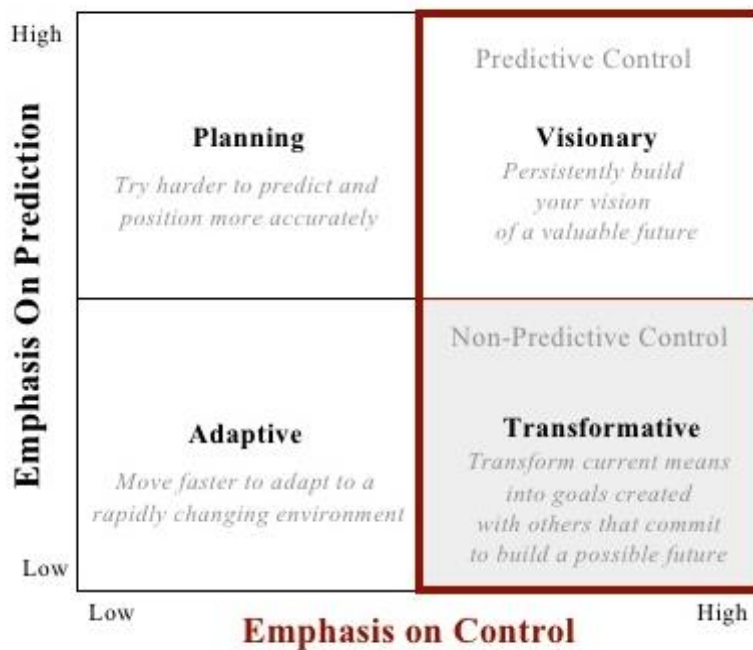 High
Predictive Control
Planning
Try harder to predict and
position more accurately
Visionary
Persistently build
your vision
of a valuable future
Emphasis On Prediction
Non-Predictive Control
Adaptive
Move faster to adapt to a
rapidly changing environment
Transformative
Transform current means
into goals created
with others that commit
to build a possible future
Low
Low
High
Emphasis on Control